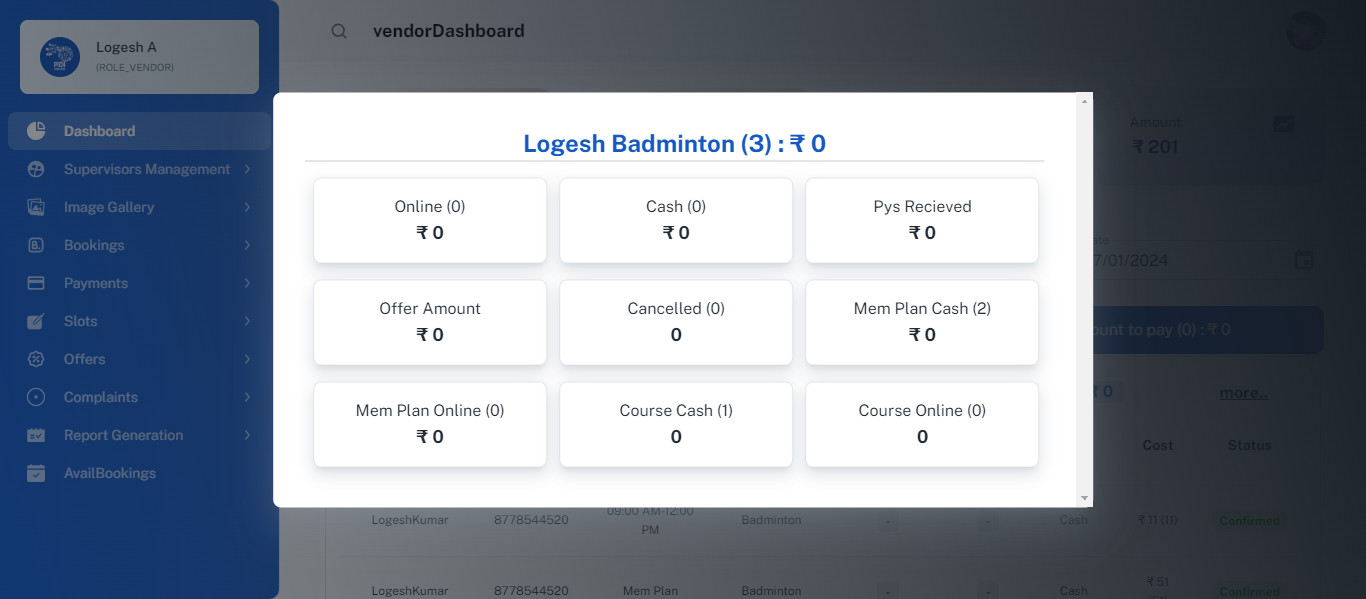 Logesh A
(ROLE_VENDOR)
Dashboard
Supervisors Management
Image Gallery
Bookings
Payments
Slots
Offers
Complaints
Report Generation
AvailBookings
vendorDashboard
Amount
₹ 201
7/01/2024
ount to pay (0) : ₹ 0
₹ 0
more..
Cost
Status
Logesh Badminton (3) : ₹ 0
Online (0)
₹ 0
Cash (0)
₹ 0
Pys Recieved
₹ 0
Offer Amount
₹ 0
Cancelled (0)
0
Mem Plan Cash (2)
₹ 0
Mem Plan Online (0)
₹ 0
Course Cash (1)
0
Course Online (0)
0
LogeshKumar 8778544520 09:00 AM-12:00 PM Badminton - - Cash ₹ 11 (11) Confirmed
LogeshKumar 8778544520 Mem Plan Badminton - - Cash ₹ 51 Confirmed